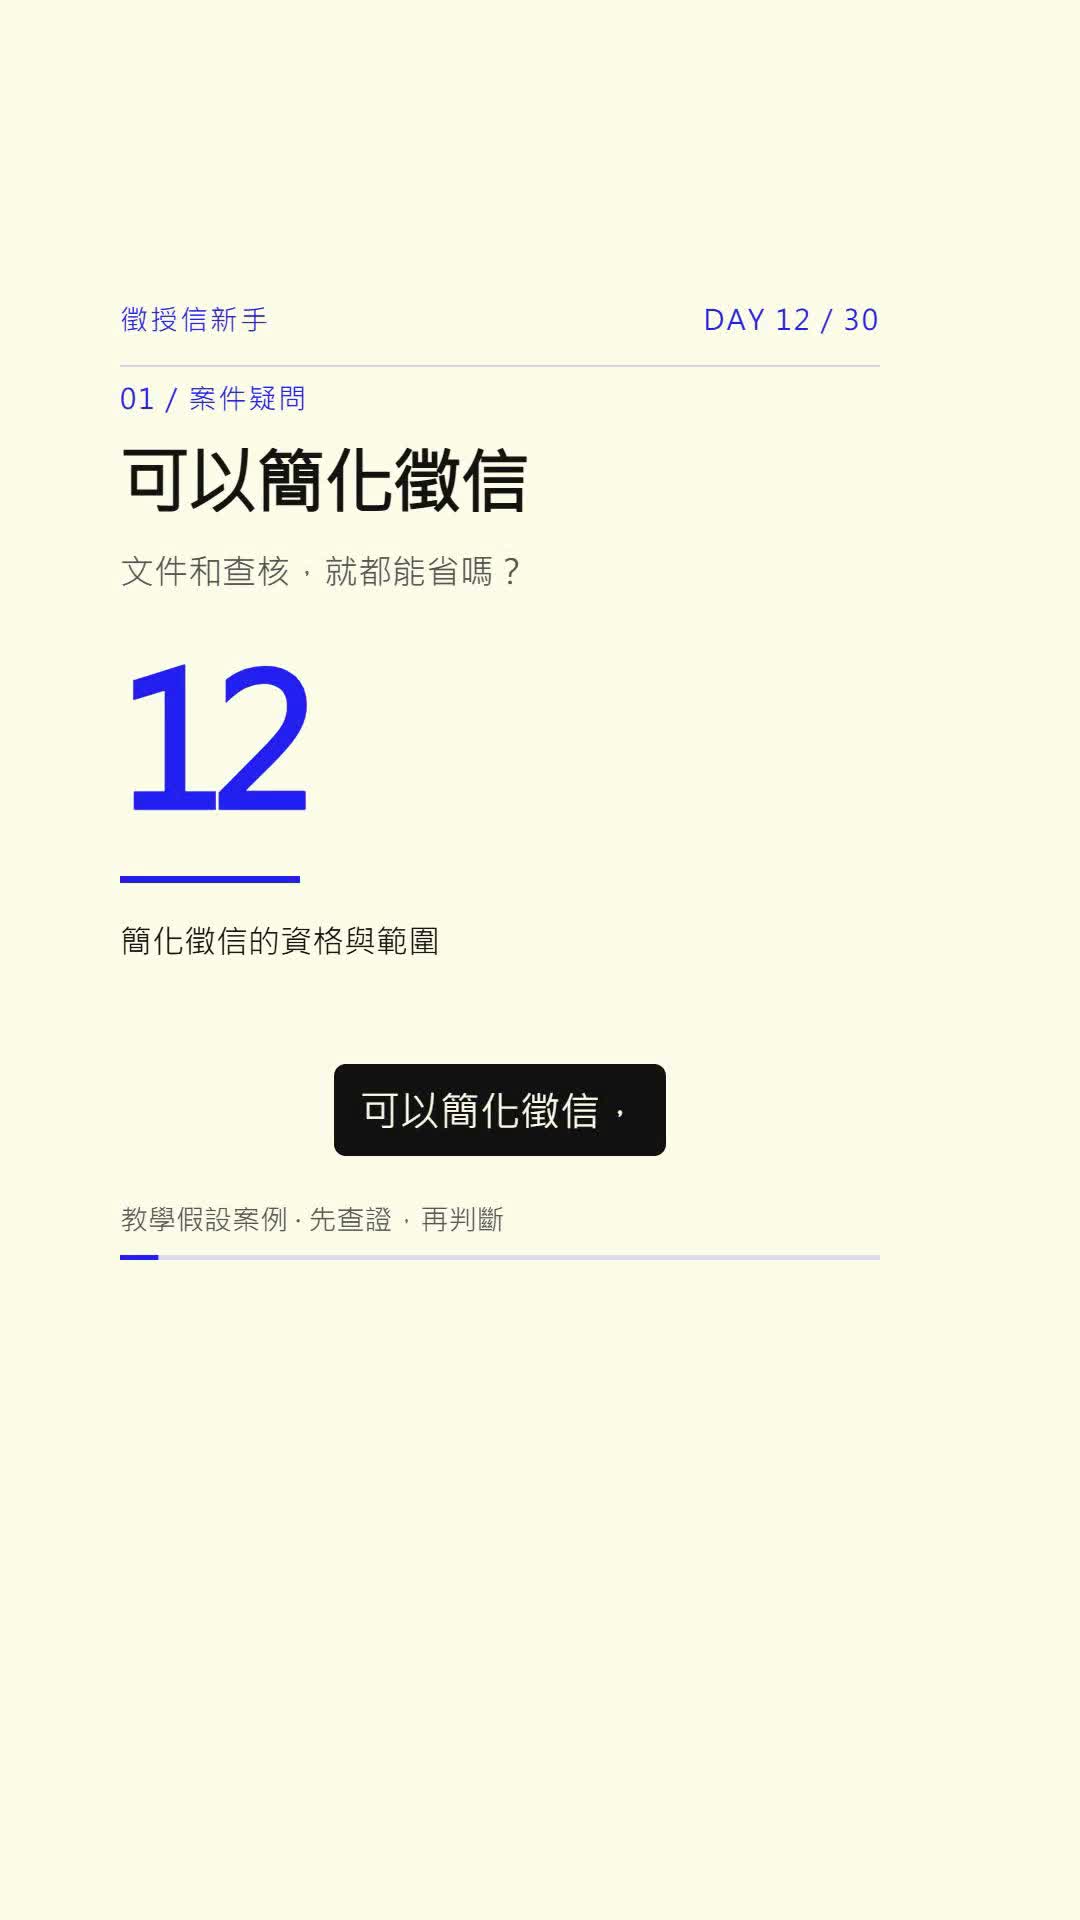 徵授信新手
DAY 12 / 30
01 / 案件疑問
可以簡化徵信
文件和查核，就都能省嗎？
12
簡化徵信的資格與範圍
可以簡化徵信，
教學假設案例·先查證，再判斷